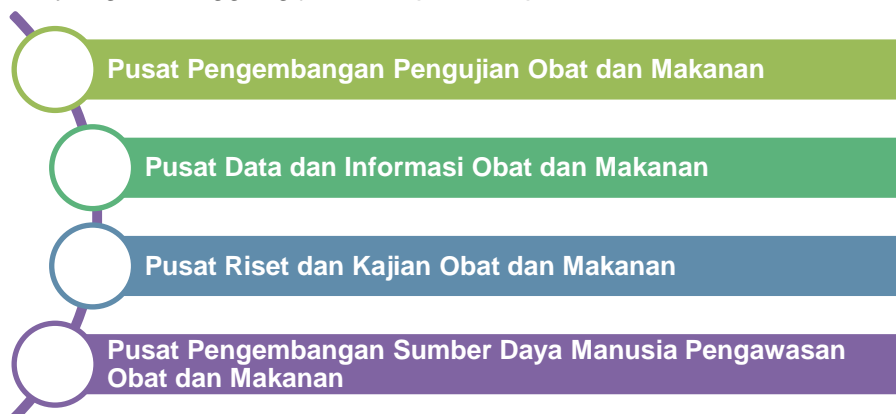 Pusat Pengembangan Pengujian Obat dan Makanan
Pusat Data dan Informasi Obat dan Makanan
Pusat Riset dan Kajian Obat dan Makanan
Pusat Pengembangan Sumber Daya Manusia Pengawasan
Obat dan Makanan